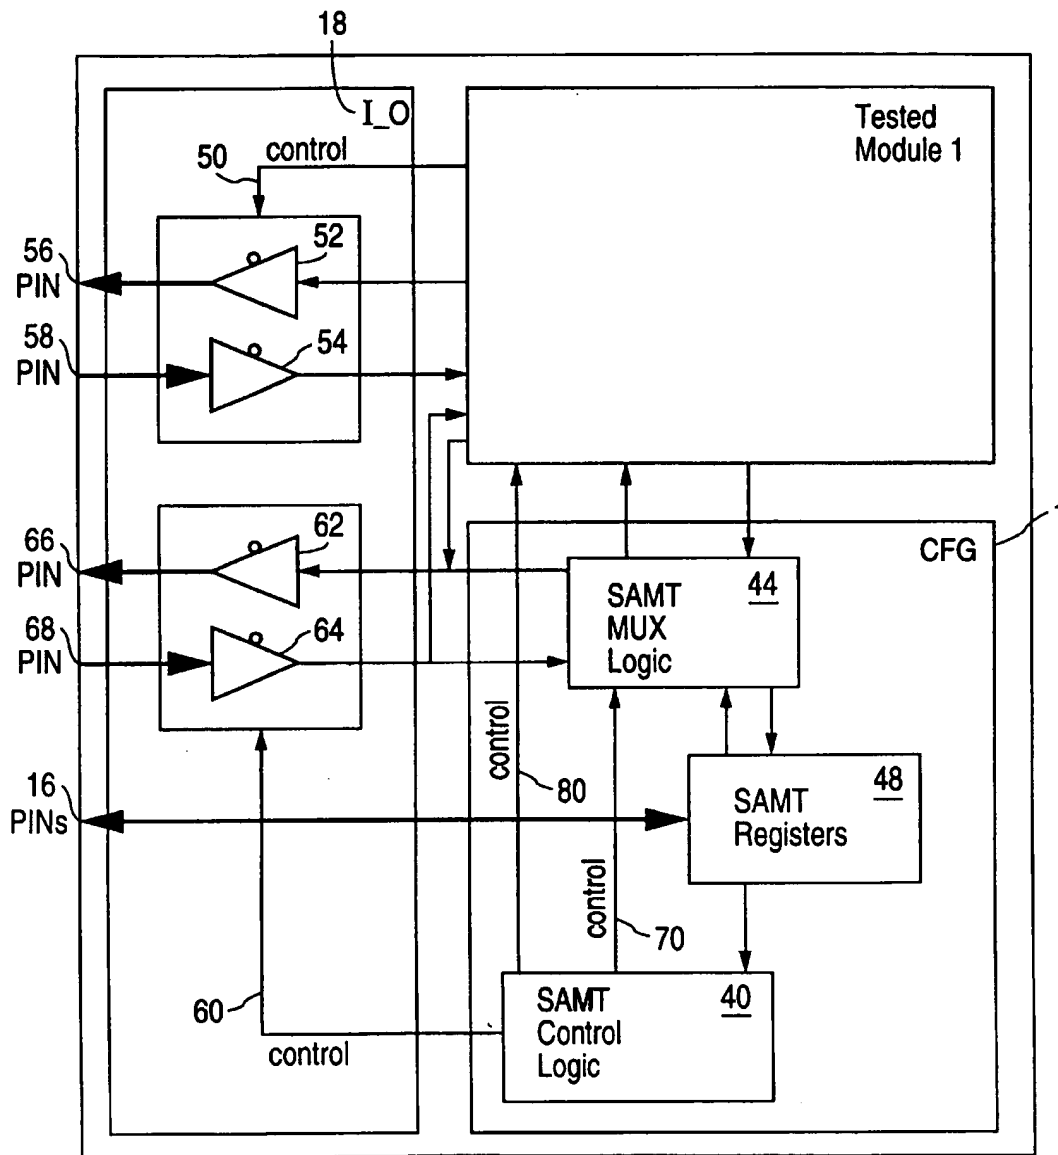 18
I_O
Tested
Module 1
control
50
52
56
PIN
54
58
PIN
62
66
PIN
CFG
SAMT
MUX
Logic
44
64
68
PIN
control
80
16
PINs
SAMT
Registers
48
control
70
60
control
SAMT
Control
Logic
40